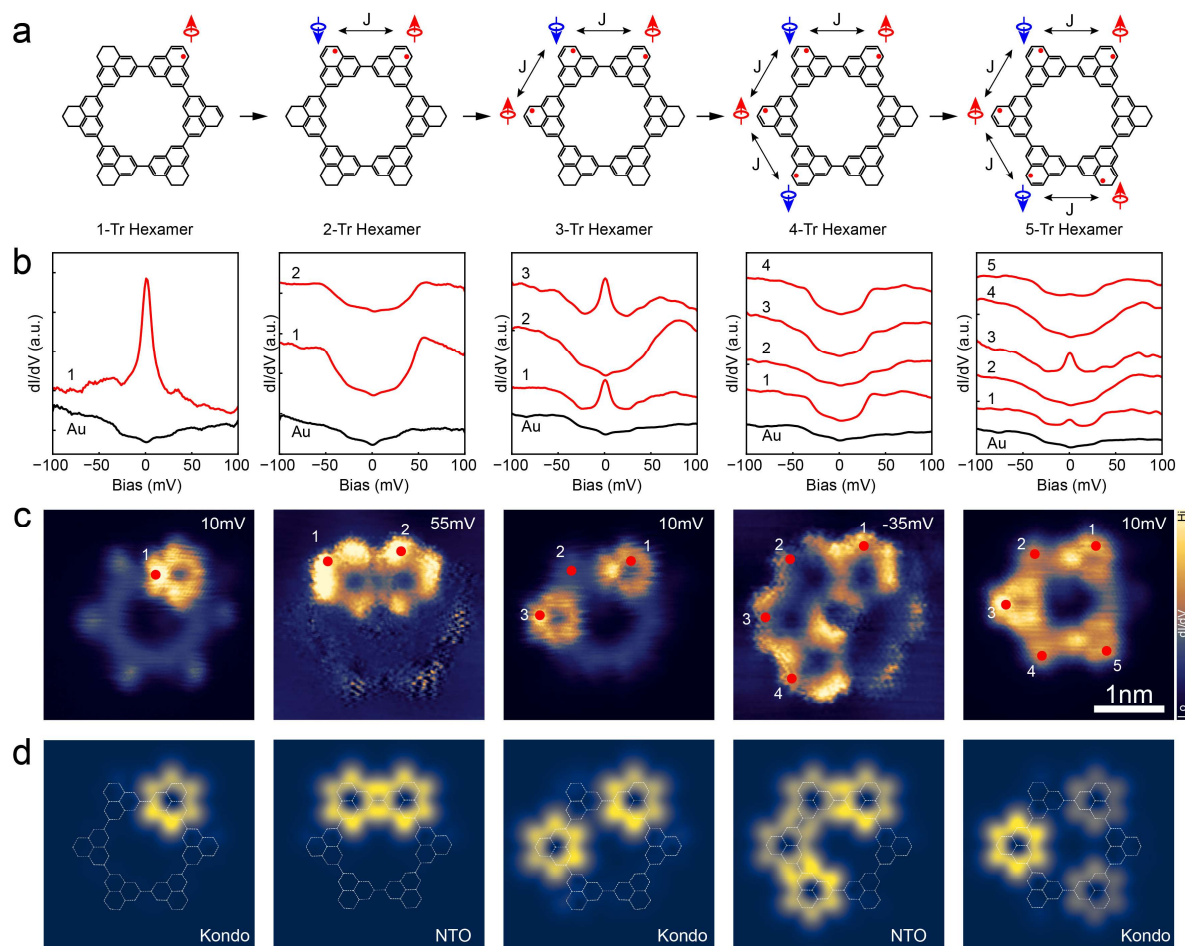 a
J J J J J
J J J
J J
J
1-Tr Hexamer 2-Tr Hexamer 3-Tr Hexamer 4-Tr Hexamer 5-Tr Hexamer
b
dI/dV (a.u.)
1
Au
−100 −50 0 50 100
Bias (mV)
dI/dV (a.u.)
2
1
Au
−100 −50 0 50 100
Bias (mV)
dI/dV (a.u.)
3
2
1
Au
−100 −50 0 50 100
Bias (mV)
dI/dV (a.u.)
4
3
2
1
Au
−100 −50 0 50 100
Bias (mV)
dI/dV (a.u.)
5
4
3
2
1
Au
−100 −50 0 50 100
Bias (mV)
c
10mV
1
55mV
1 2
10mV
1
2
3
-35mV
1
2
3
4
10mV
1
2
3
4 5
1nm
Hi
dI/dV
Lo
d
Kondo NTO Kondo NTO Kondo